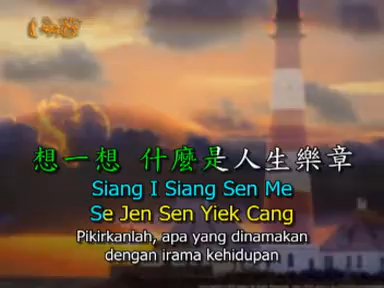 想一想 什麼是人生樂章
Siang I Siang Sen Me
Se Jen Sen Yiek Cang
Pikirkanlah, apa yang dinamakan
dengan irama kehidupan